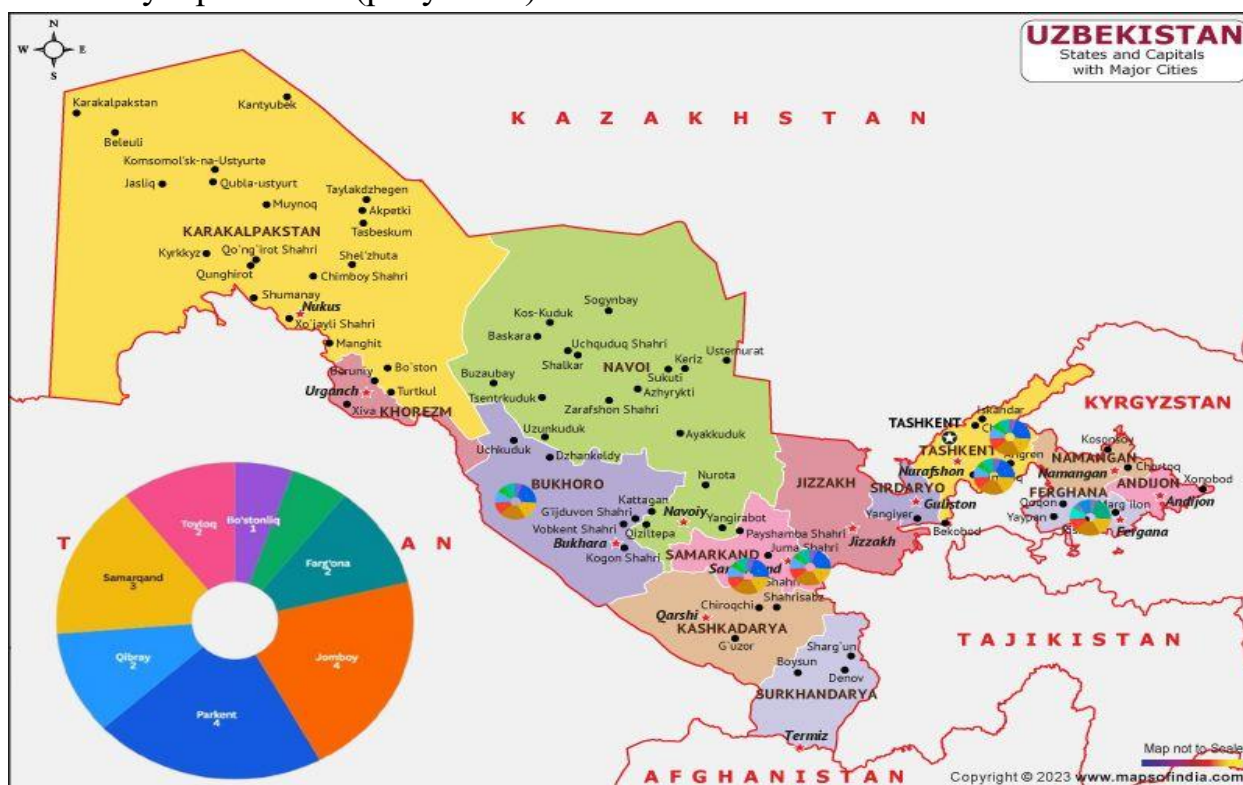 UZBEKISTAN
States and Capitals
with Major Cities
N
W
E
S
KAZAKHSTAN
Karakalpakstan
Kantyubek
Beleuli
Komsomol'sk-na-Ustyurte
Jasliq
Qubla-ustyurt
Taylakdzhegen
Muynoq
Akpetki
Tasbeskum
KARAKALPAKSTAN
Kyrkkyz
Qo'ng'irot Shahri
Shel'zhuta
Qunghirot
Chimboy Shahri
Shumanay
Nukus
Xo'jayli Shahri
Manghit
Beruniy
Bo'ston
Urganch
Turtkul
Xiva
KHOREZM
Sogynbay
Kos-Kuduk
Baskara
Uchquduq Shahri
Shalkar
NAVOI
Keriz
Ustemurat
Sukuti
Buzaubay
Azhyrykti
Tsentrkuduk
Zarafshon Shahri
Uzunkuduk
Ayakkuduk
Uchkuduk
Dzhankeldy
BUKHORO
Nurota
Kattagan
G'ijduvon Shahri
Navoiy
Vobkent Shahri
Qiziltepa
Bukhara
Kogon Shahri
Yangirabot
Payshamba Shahri
JIZZAKH
Jizzakh
SAMARKAND
Juma Shahri
Shahrisabz
Chiroqchi
Qarshi
KASHKADARYA
G'uzor
Sharg'un
Boysun
Denov
SURKHANDARYA
Termiz
TASHKENT
Iskandar
TASHKENT
Nurafshon
Angren
SIRDARYO
Guliston
Yangiyer
Bekobod
KYRGYZSTAN
Kosonsoy
NAMANGAN
Namangan
Chortoq
ANDIJON
Xonobod
Andijon
FERGHANA
Qoqon
Marg'ilon
Yaypan
Fergana
TAJIKISTAN
AFGHANISTAN
T
AN
Toyloq
2
Bo'stonliq
1
Farg'ona
2
Samarqand
3
Jomboy
4
Qibray
2
Parkent
4
Map not to Scale
Copyright © 2023 www.mapsofindia.com